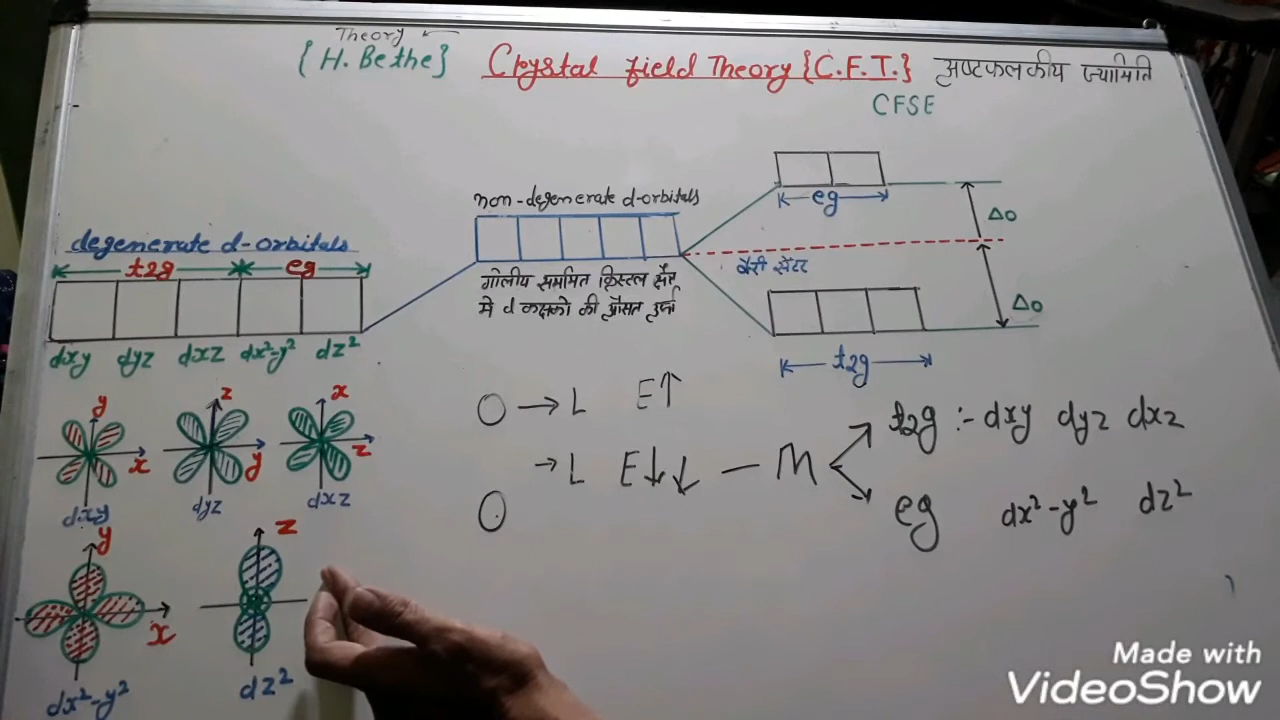 Theory ←
{H. Bethe} Crystal field Theory {C.F.T.} अष्टफलकीय ज्यामिति
CFSE
non-degenerate d-orbitals
eg
Δo
degenerate d-orbitals
t2g eg
बैरी सेंटर
गोलीय सममित क्रिस्टल क्षेत्र
मे d कक्षको की औसत ऊर्जा
Δo
dxy dyz dxz dx²-y² dz²
t2g
y x dxy
z y dyz
x z dxz
O → L E↑
→ L E↓↓ — M
O
t2g :- dxy dyz dxz
eg dx²-y² dz²
y x dx²-y²
z dz²
Made with
VideoShow